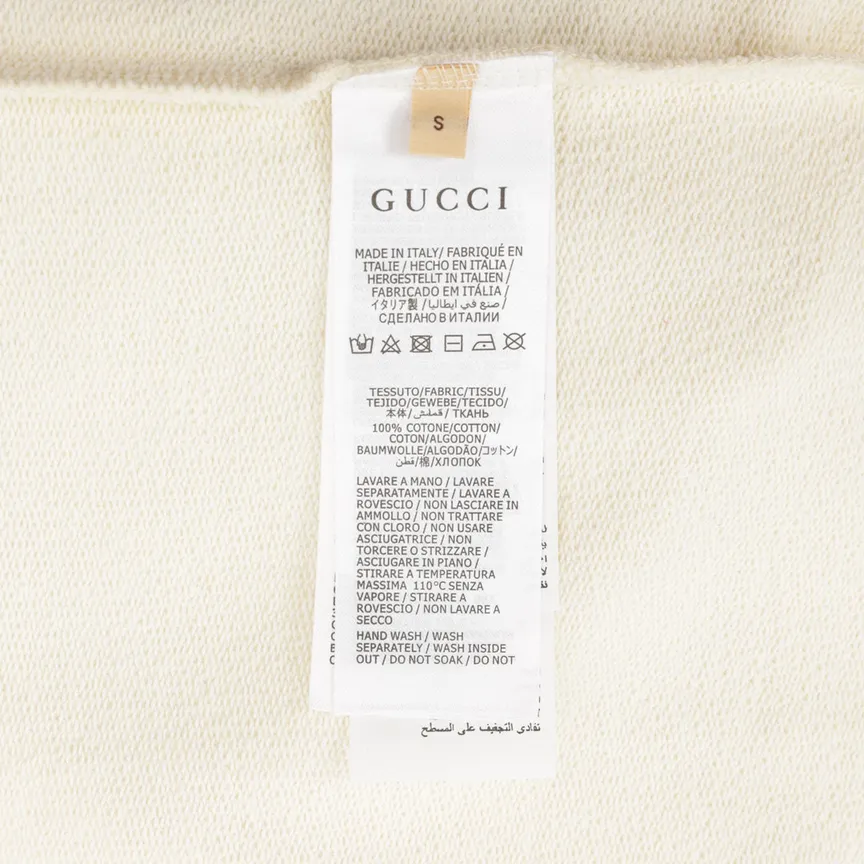 S
GUCCI
MADE IN ITALY/ FABRIQUÉ EN
ITALIE / HECHO EN ITALIA /
HERGESTELLT IN ITALIEN /
FABRICADO EM ITÁLIA /
イタリア製 / صنع في ايطاليا /
СДЕЛАНО В ИТАЛИИ
TESSUTO/FABRIC/TISSU/
TEJIDO/GEWEBE/TECIDO/
本体/قمفش/ ТКАНЬ
100% COTONE/COTTON/
COTON/ALGODON/
BAUMWOLLE/ALGODÃO/コットン/
قطن/棉/ХЛОПОК
LAVARE A MANO / LAVARE
SEPARATAMENTE / LAVARE A
ROVESCIO / NON LASCIARE IN
AMMOLLO / NON TRATTARE
CON CLORO / NON USARE
ASCIUGATRICE / NON
TORCERE O STRIZZARE /
ASCIUGARE IN PIANO /
STIRARE A TEMPERATURA
MASSIMA 110°C SENZA
VAPORE / STIRARE A
ROVESCIO / NON LAVARE A
SECCO
HAND WASH / WASH
SEPARATELY / WASH INSIDE
OUT / DO NOT SOAK / DO NOT
تفادي التجفيف على المسطح